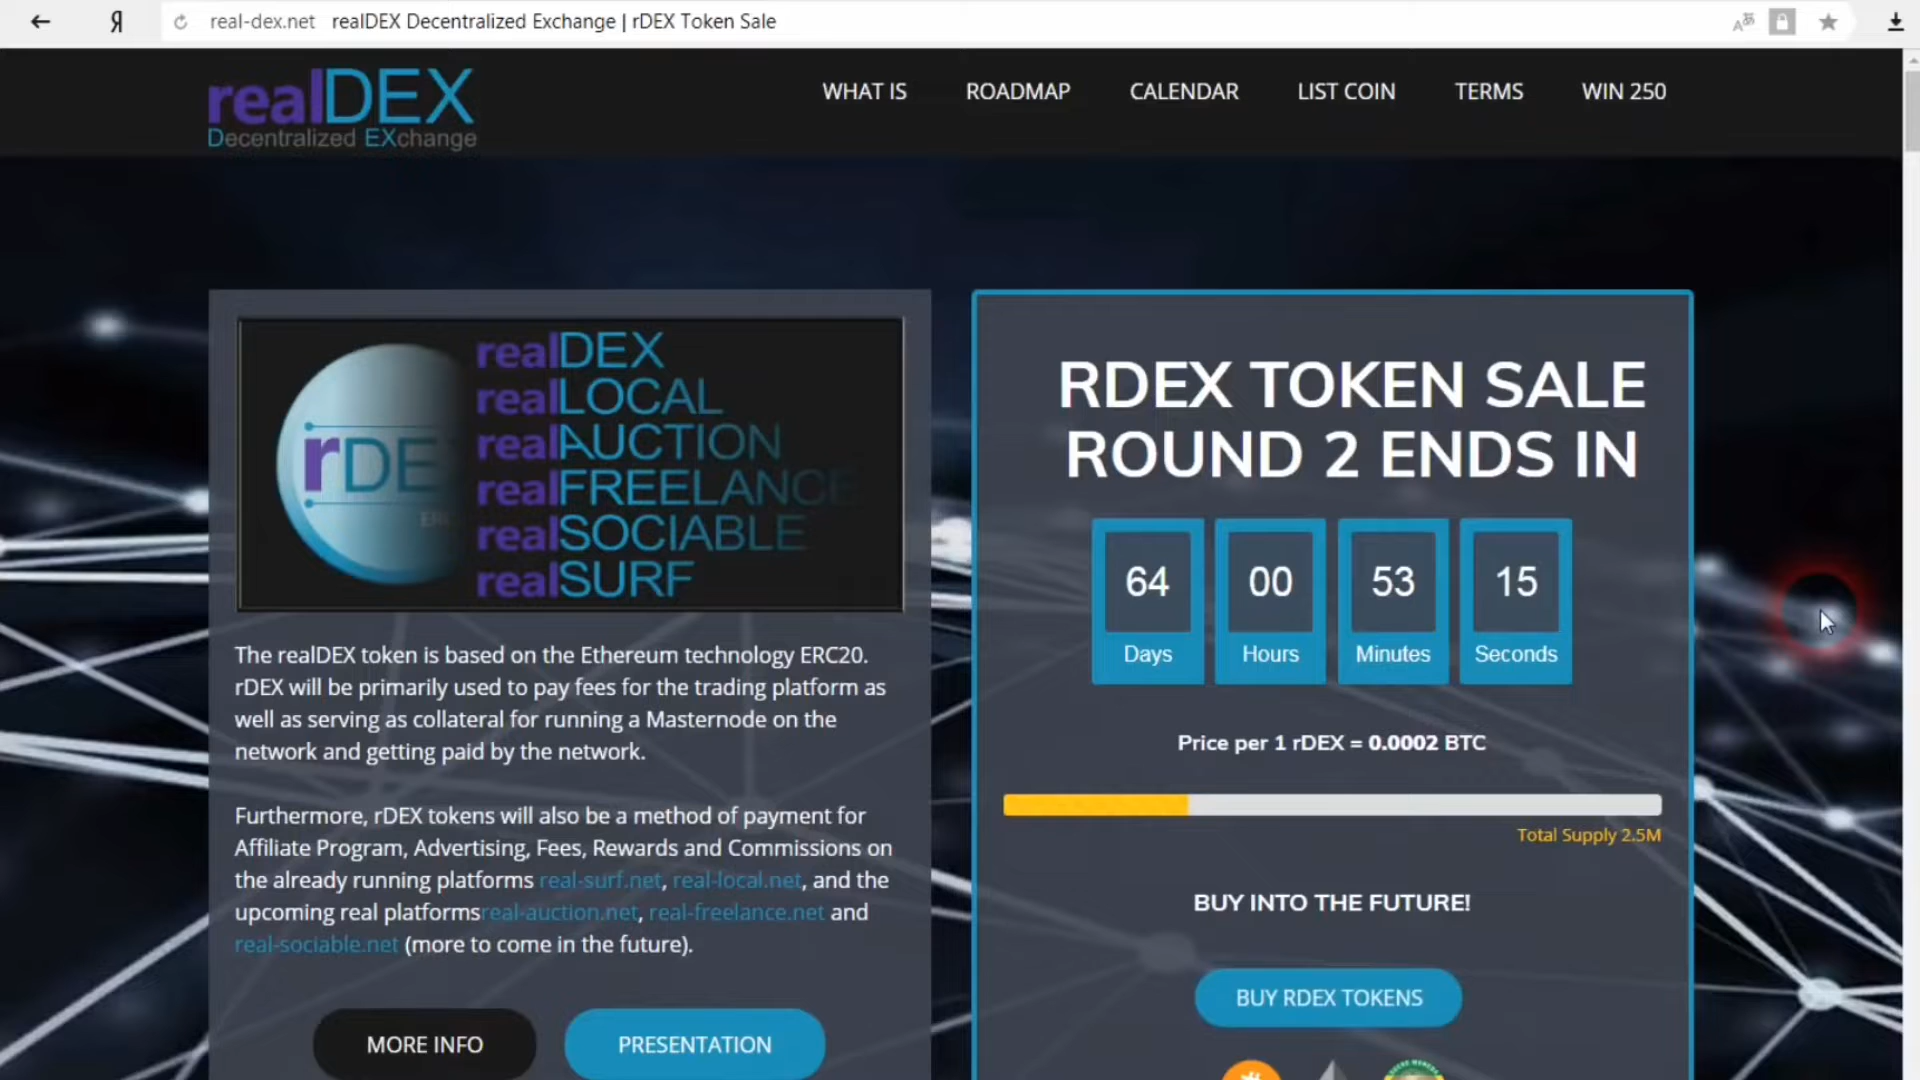 Я
real-dex.net realDEX Decentralized Exchange | rDEX Token Sale
realDEX
Decentralized EXchange
WHAT IS
ROADMAP
CALENDAR
LIST COIN
TERMS
WIN 250
realDEX
realLOCAL
realAUCTION
realFREELANCE
realSOCIABLE
realSURF
The realDEX token is based on the Ethereum technology ERC20.
rDEX will be primarily used to pay fees for the trading platform as
well as serving as collateral for running a Masternode on the
network and getting paid by the network.
Furthermore, rDEX tokens will also be a method of payment for
Affiliate Program, Advertising, Fees, Rewards and Commissions on
the already running platforms real-surf.net, real-local.net, and the
upcoming real platformsreal-auction.net, real-freelance.net and
real-sociable.net (more to come in the future).
MORE INFO
PRESENTATION
RDEX TOKEN SALE
ROUND 2 ENDS IN
64 00 53 15
Days Hours Minutes Seconds
Price per 1 rDEX = 0.0002 BTC
Total Supply 2.5M
BUY INTO THE FUTURE!
BUY RDEX TOKENS